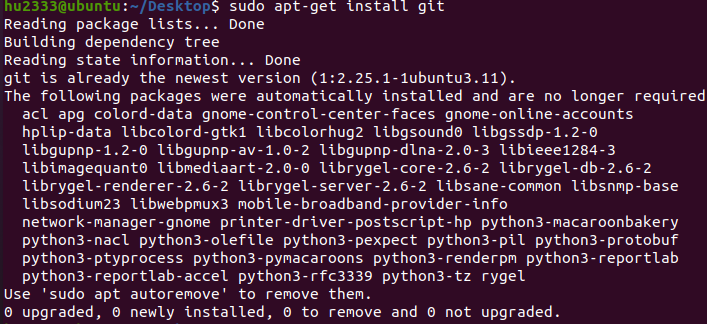 hu2333@ubuntu:~/Desktop$ sudo apt-get install git
Reading package lists... Done
Building dependency tree
Reading state information... Done
git is already the newest version (1:2.25.1-1ubuntu3.11).
The following packages were automatically installed and are no longer required
  acl apg colord-data gnome-control-center-faces gnome-online-accounts
  hplip-data libcolord-gtk1 libcolorhug2 libgsound0 libgssdp-1.2-0
  libgupnp-1.2-0 libgupnp-av-1.0-2 libgupnp-dlna-2.0-3 libieee1284-3
  libimagequant0 libmediaart-2.0-0 librygel-core-2.6-2 librygel-db-2.6-2
  librygel-renderer-2.6-2 librygel-server-2.6-2 libsane-common libsnmp-base
  libsodium23 libwebpmux3 mobile-broadband-provider-info
  network-manager-gnome printer-driver-postscript-hp python3-macaroonbakery
  python3-nacl python3-olefile python3-pexpect python3-pil python3-protobuf
  python3-ptyprocess python3-pymacaroons python3-renderpm python3-reportlab
  python3-reportlab-accel python3-rfc3339 python3-tz rygel
Use 'sudo apt autoremove' to remove them.
0 upgraded, 0 newly installed, 0 to remove and 0 not upgraded.